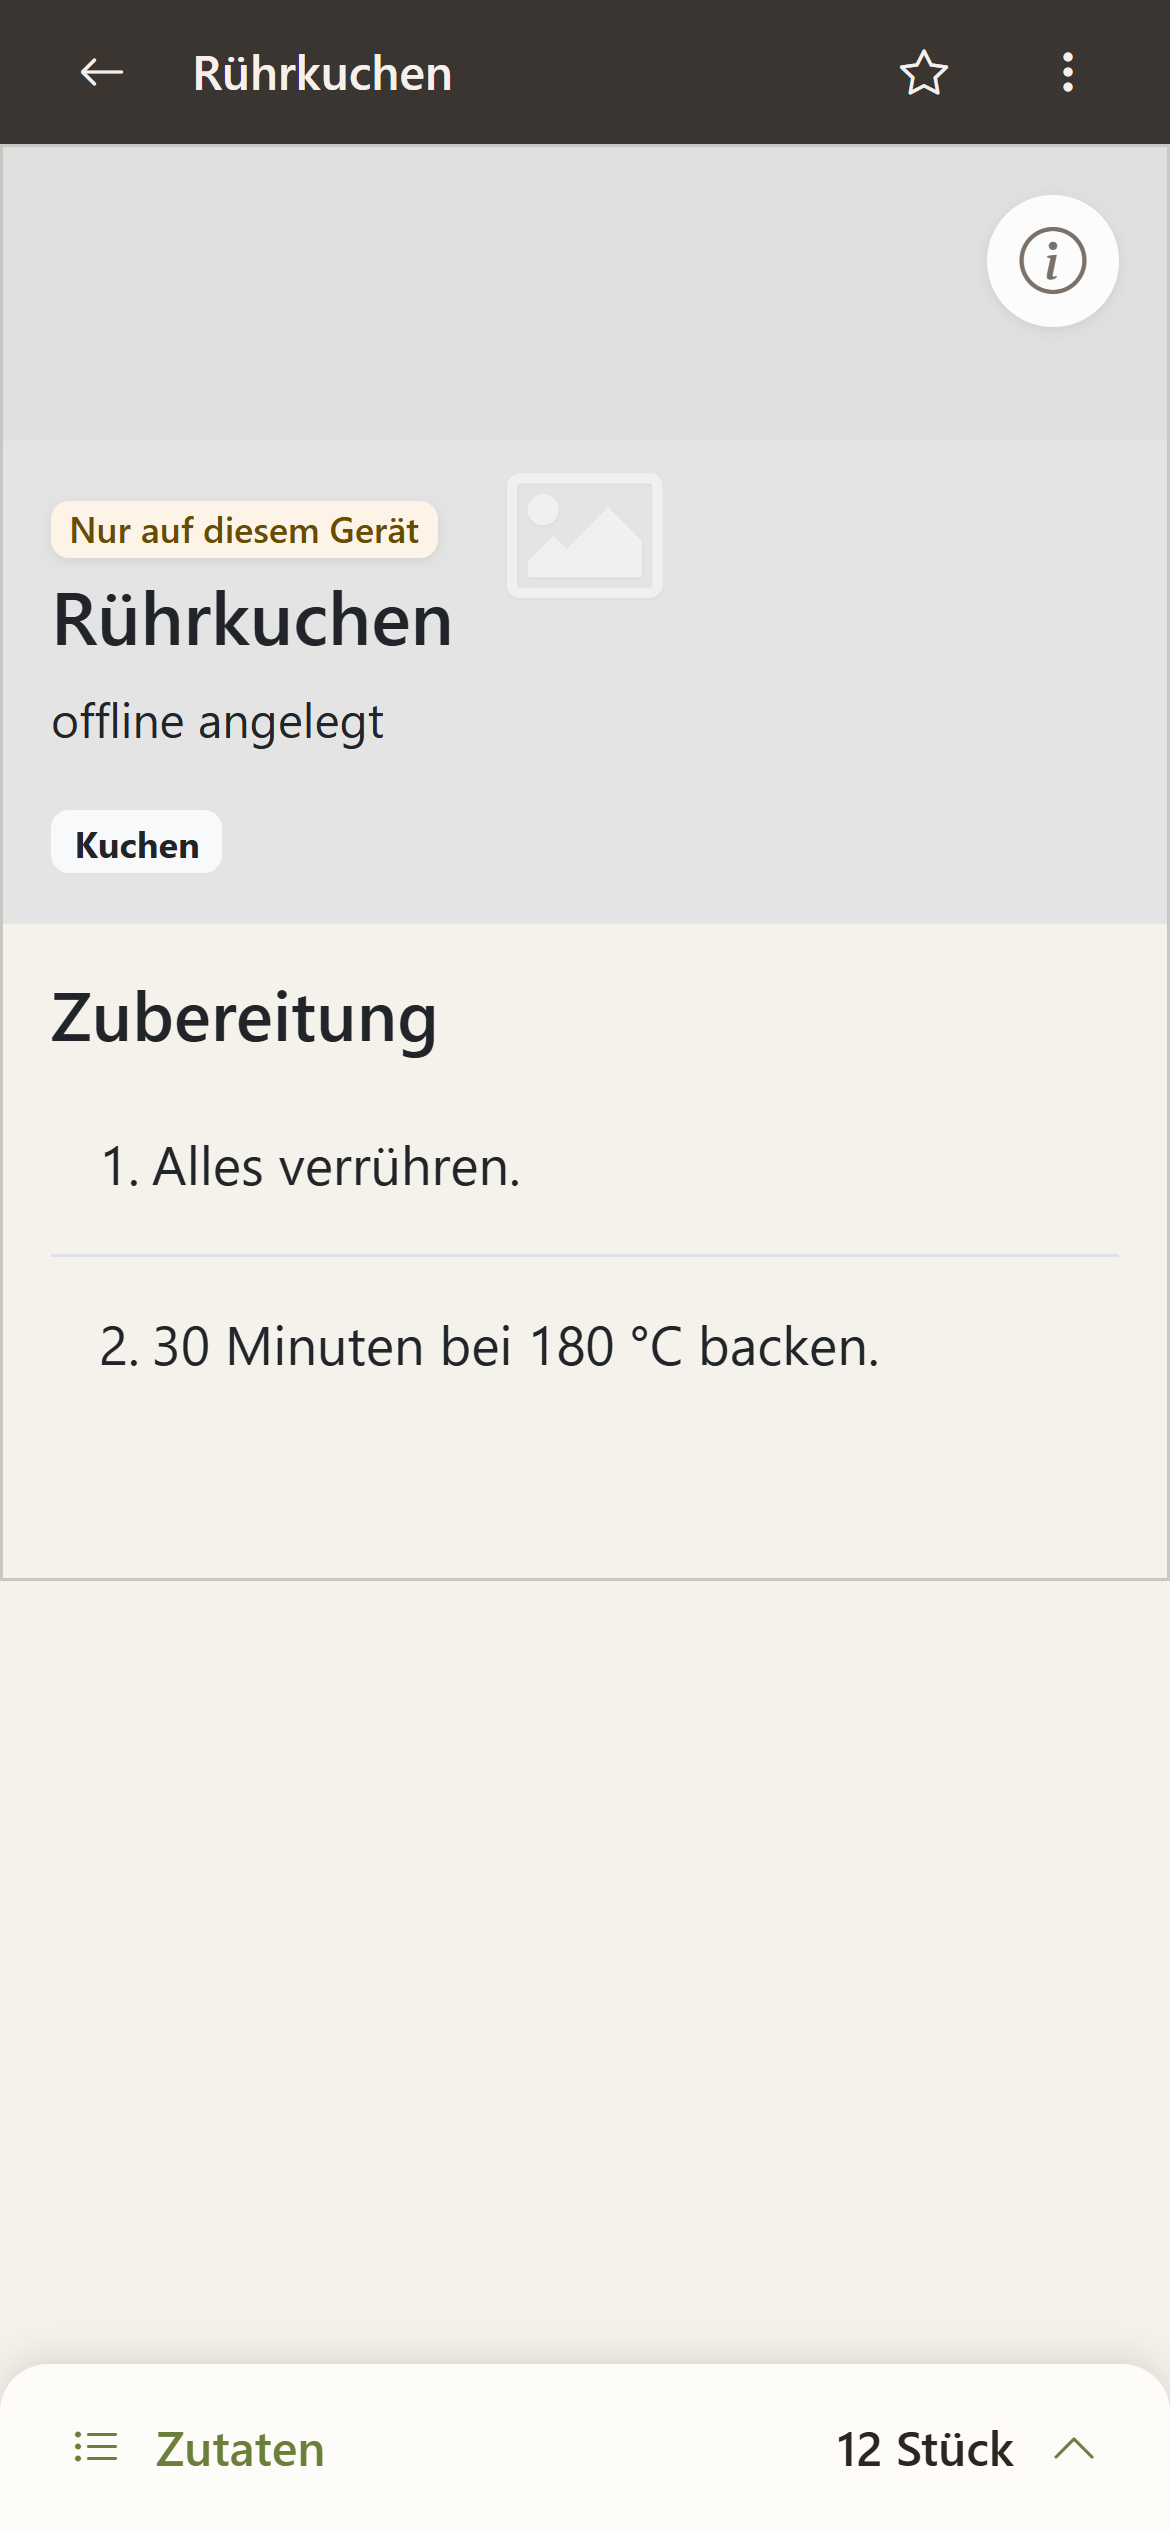 Rührkuchen
i
Nur auf diesem Gerät
Rührkuchen
offline angelegt
Kuchen
Zubereitung
1. Alles verrühren.
2. 30 Minuten bei 180 °C backen.
Zutaten 12 Stück